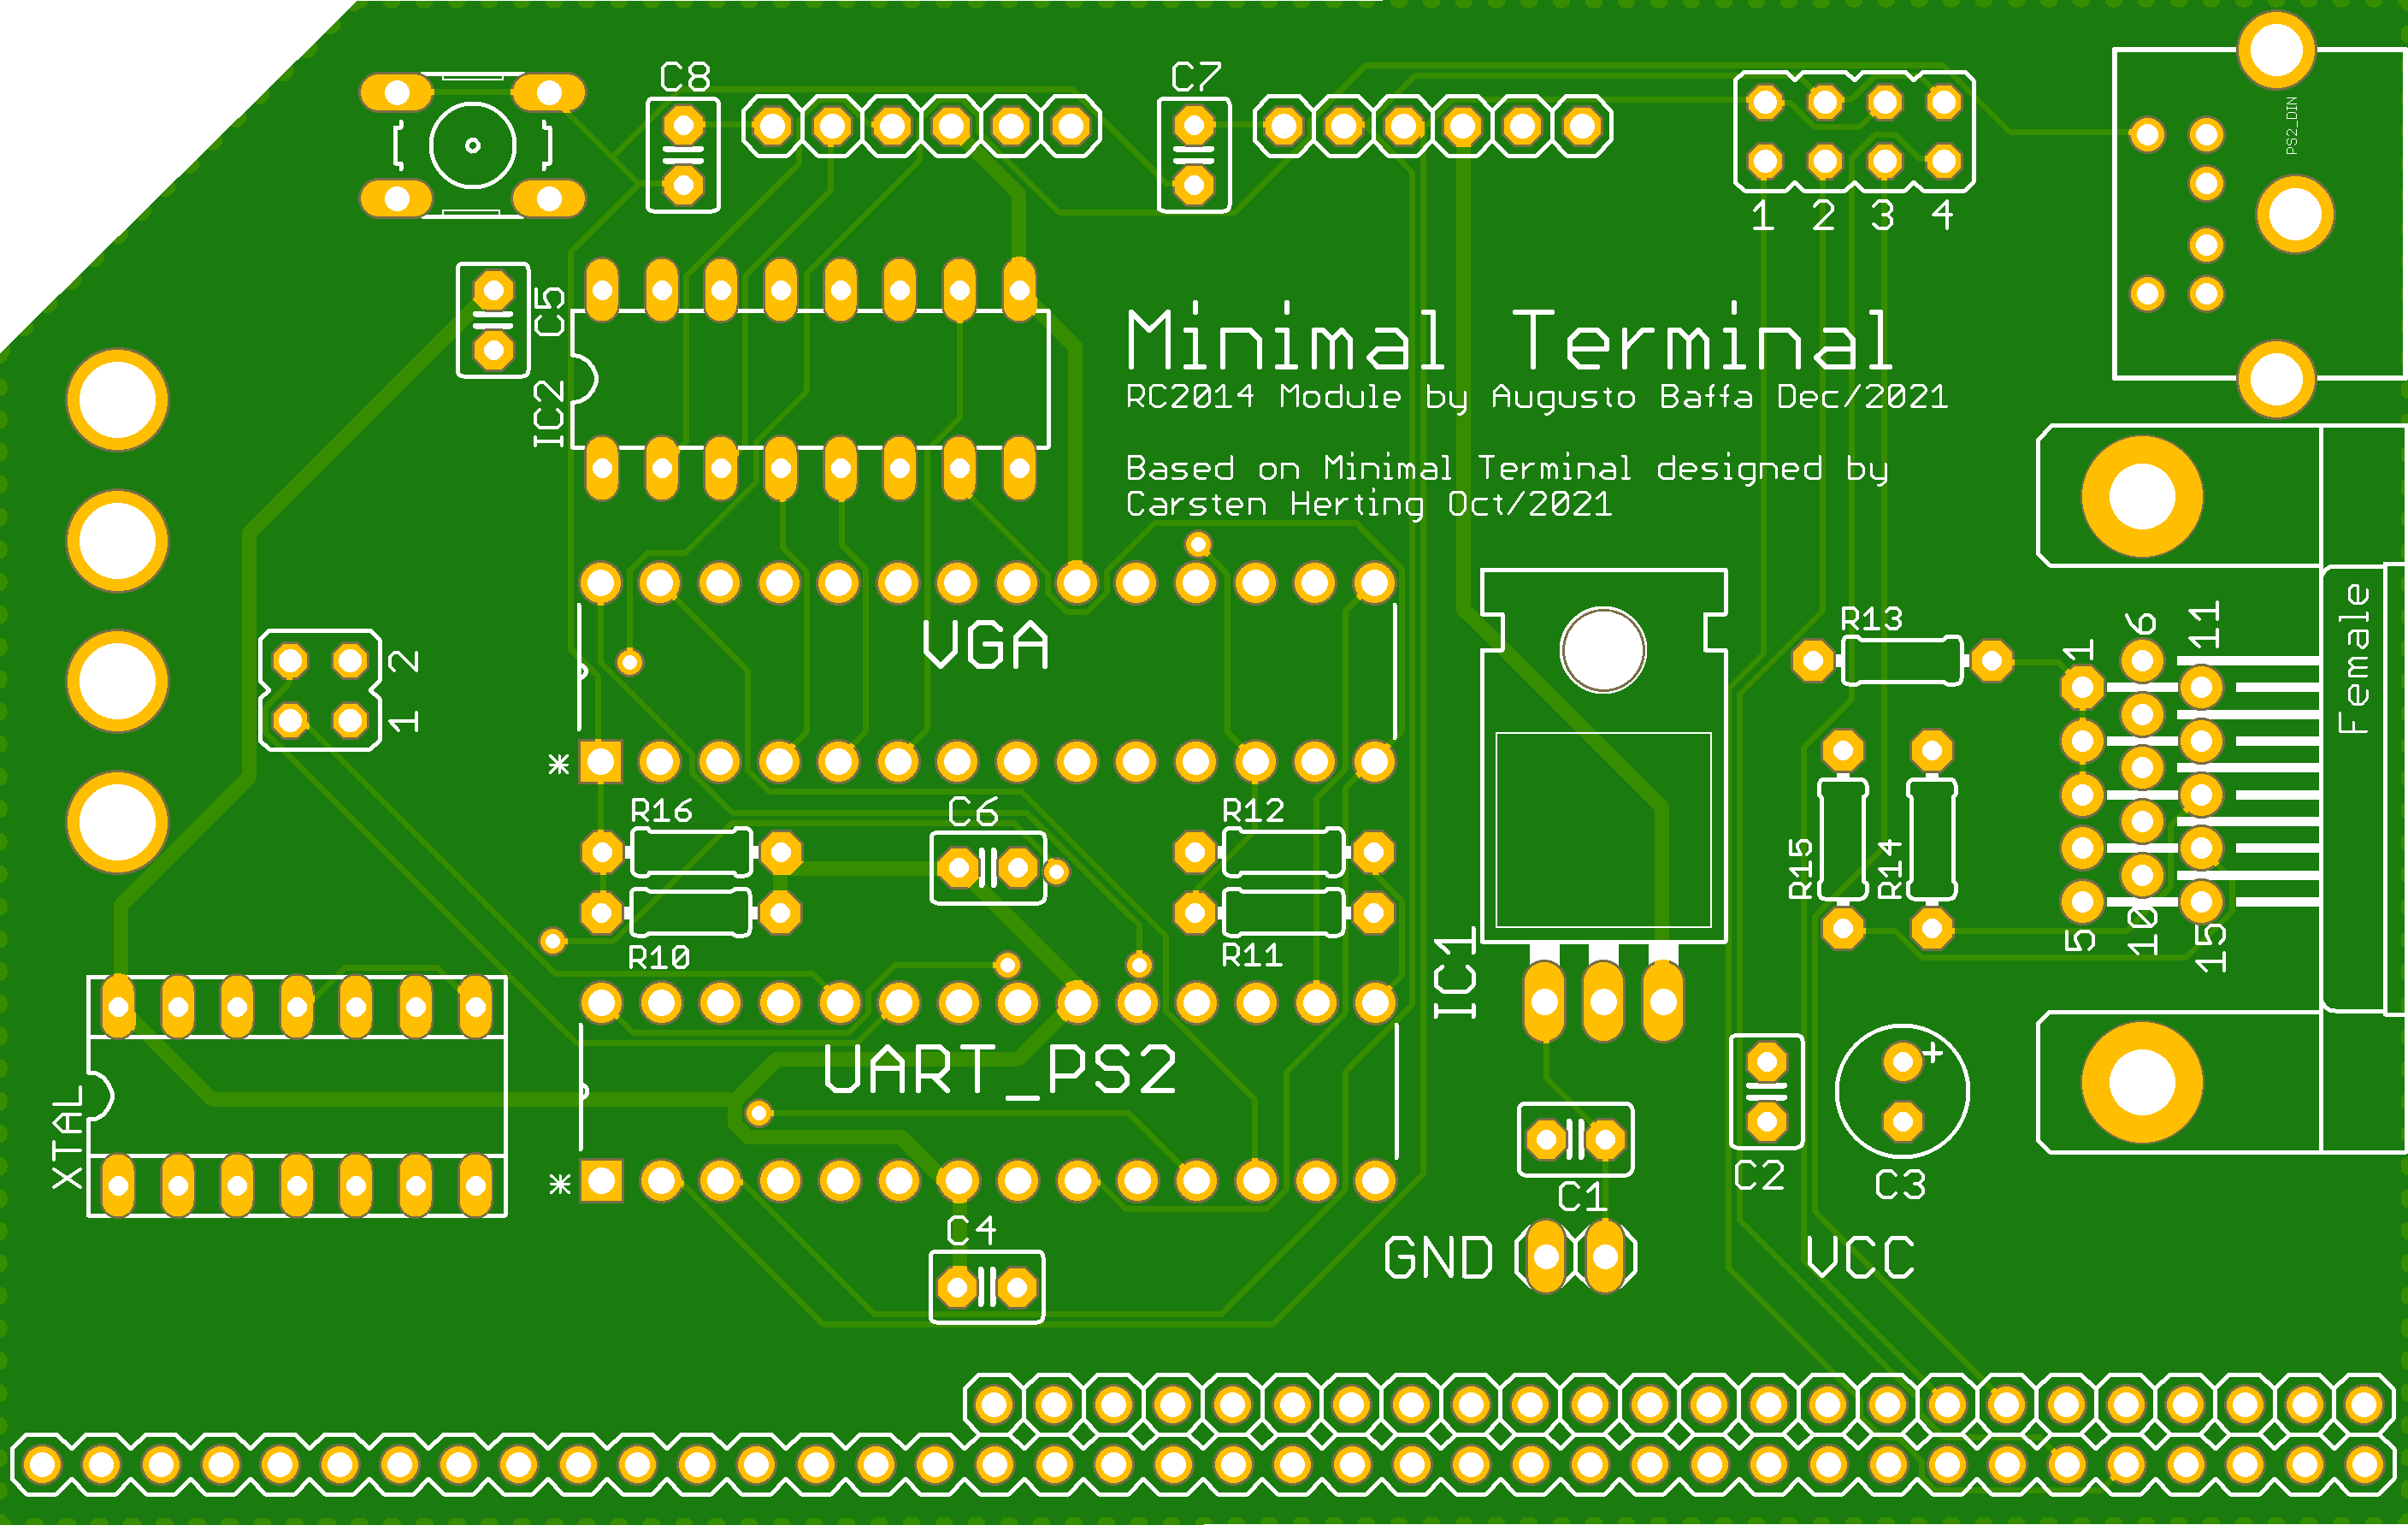 C8
C7
PS2_DIN
1 2 3 4
C5
IC2
Minimal Terminal
RC2014 Module by Augusto Baffa Dec/2021
Based on Minimal Terminal designed by
Carsten Herting Oct/2021
VGA
2
1
R13
1
6
11
Female
*
R16
C6
R12
R15
R14
R10
R11
5
10
15
IC1
UART_PS2
+
XTAL
*
C2
C3
C1
C4
GND
VCC